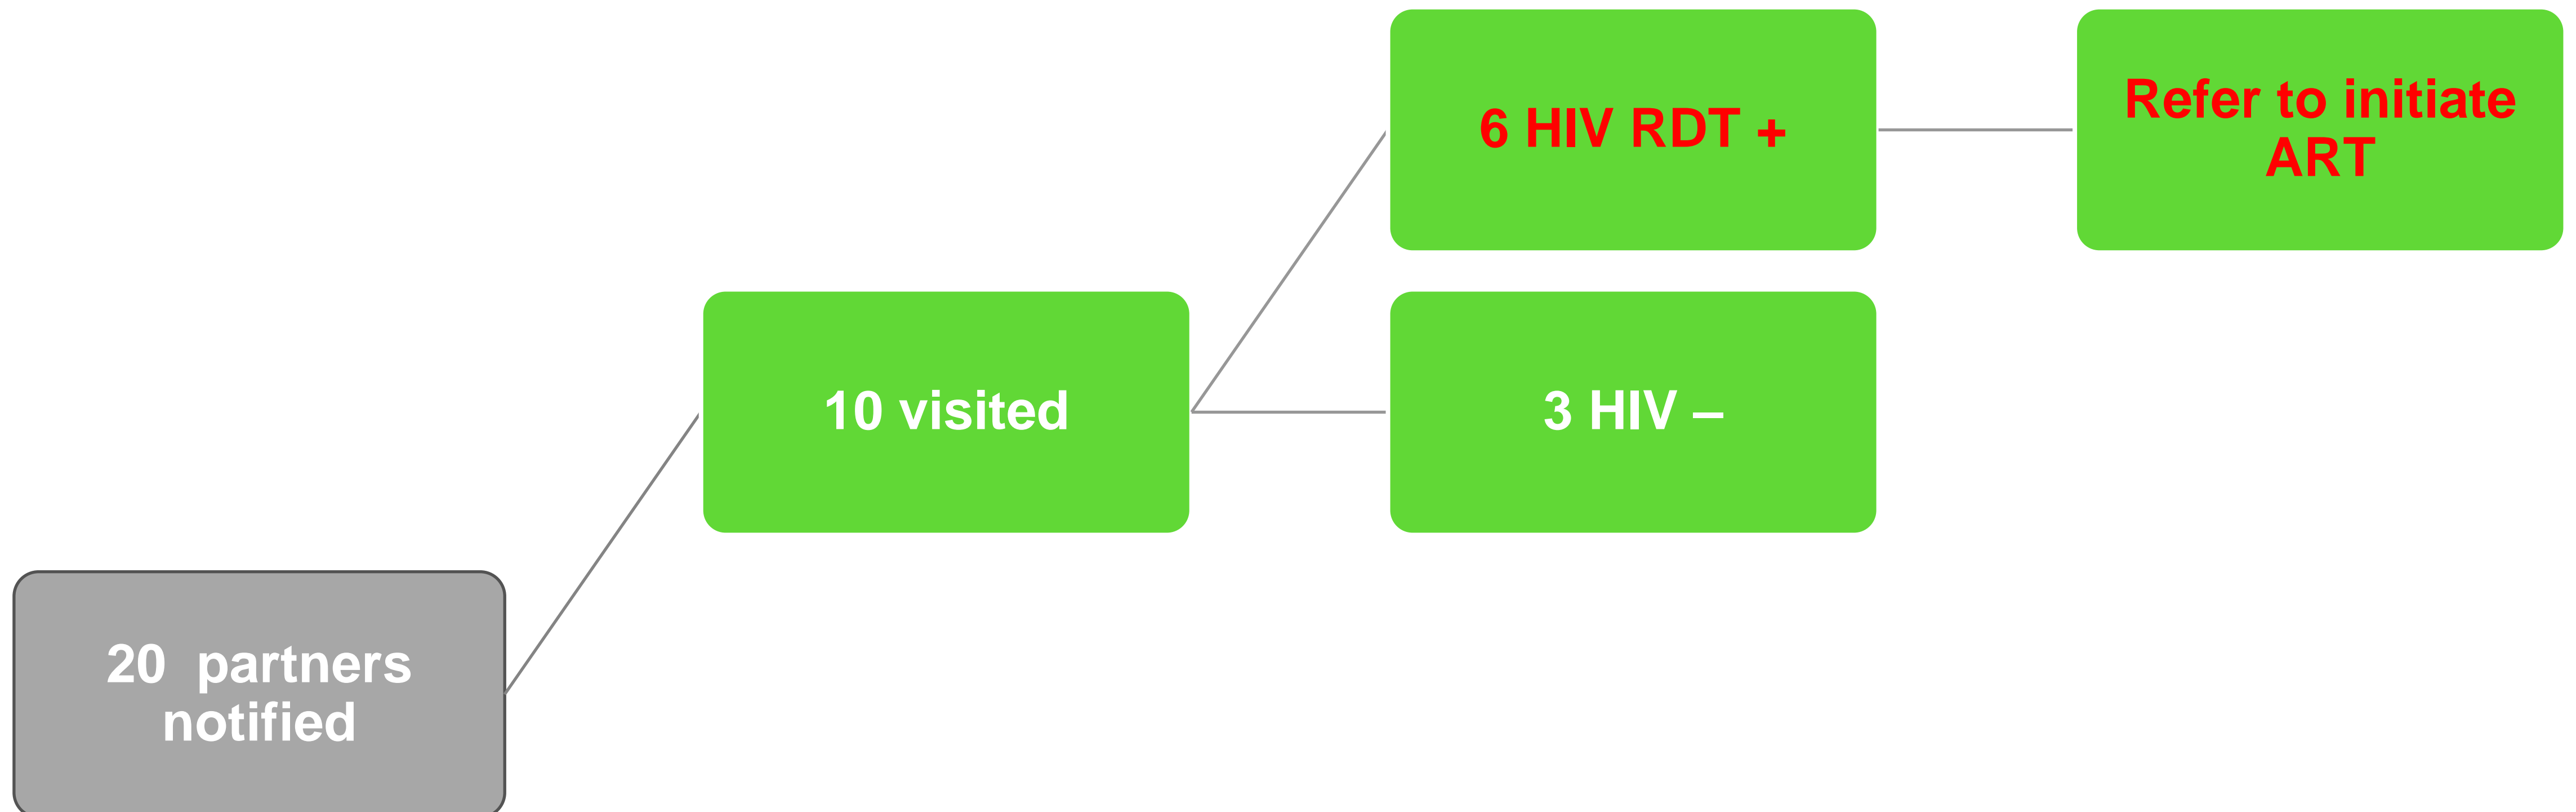 6 HIV RDT +
Refer to initiate
ART
10 visited
3 HIV –
20 partners
notified